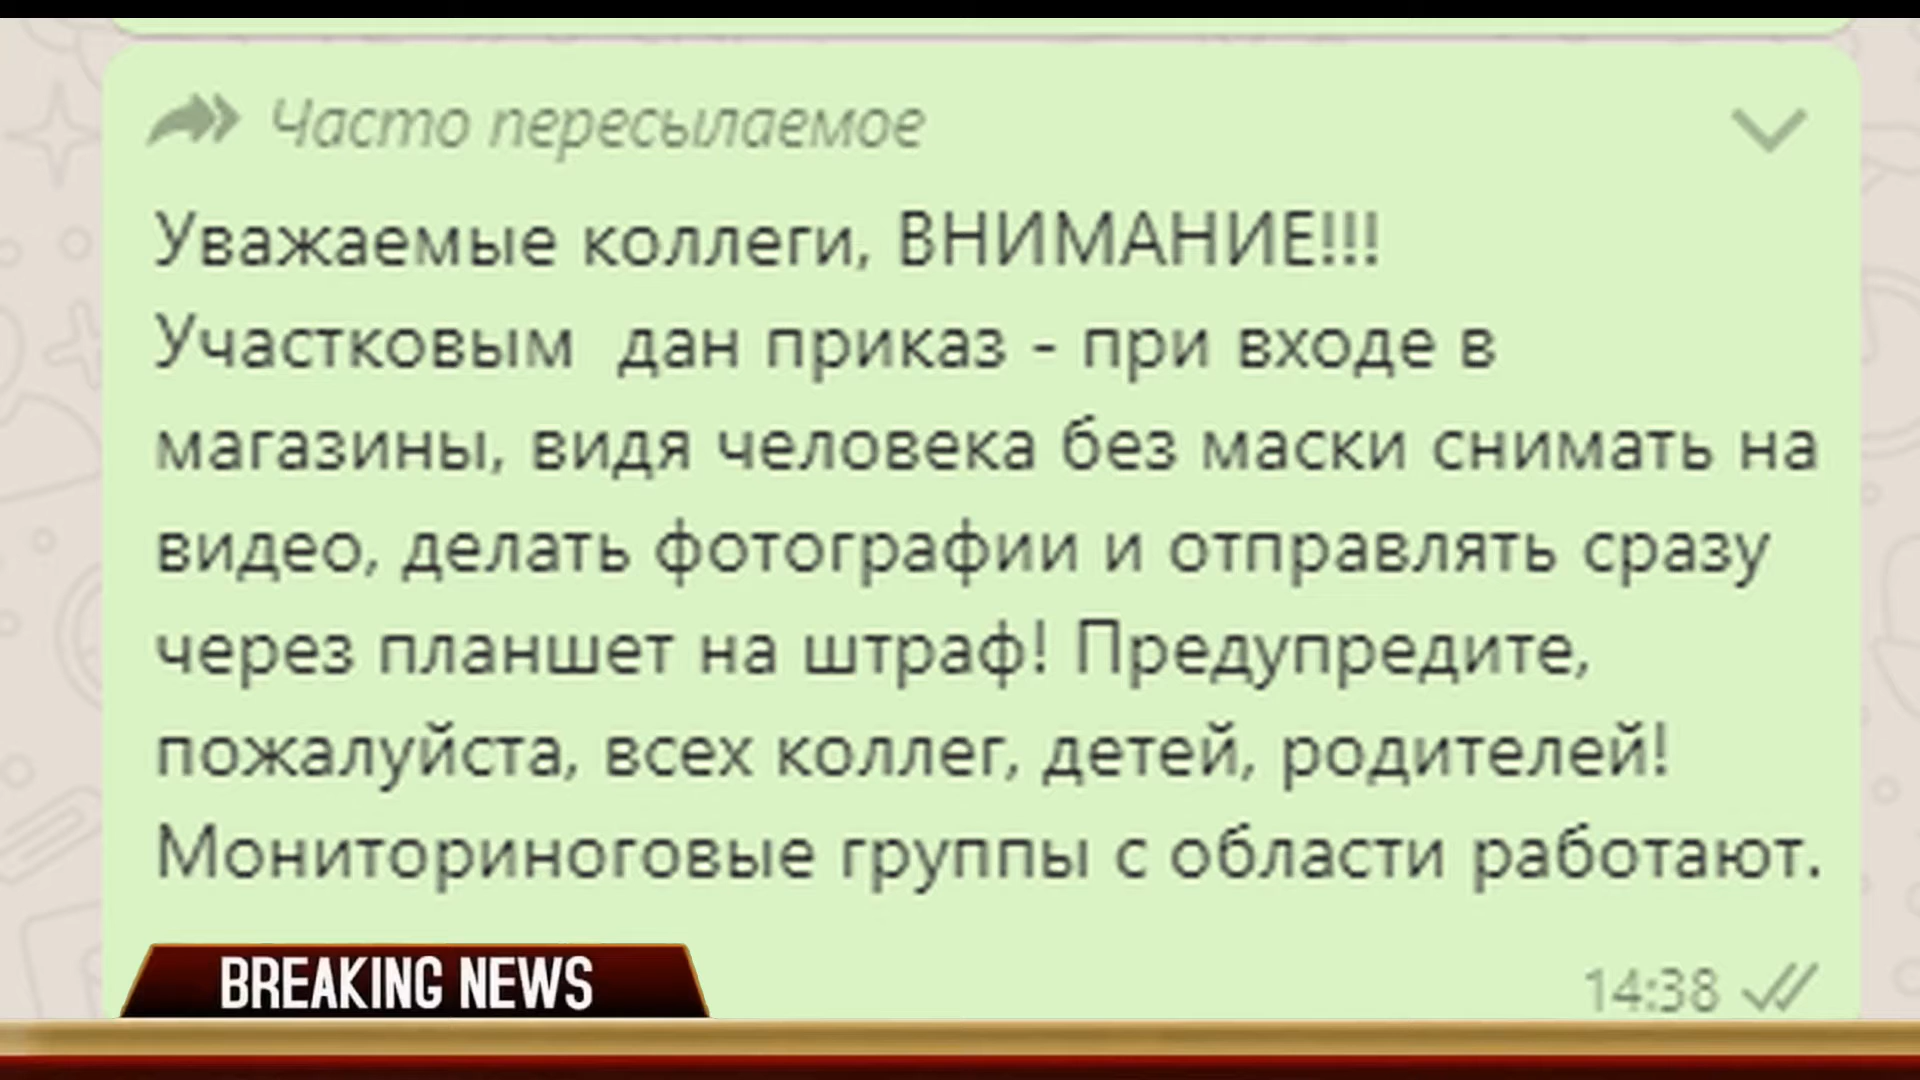 Часто пересылаемое
Уважаемые коллеги, ВНИМАНИЕ!!!
Участковым  дан приказ - при входе в
магазины, видя человека без маски снимать на
видео, делать фотографии и отправлять сразу
через планшет на штраф! Предупредите,
пожалуйста, всех коллег, детей, родителей!
Мониториноговые группы с области работают.
14:38
BREAKING NEWS